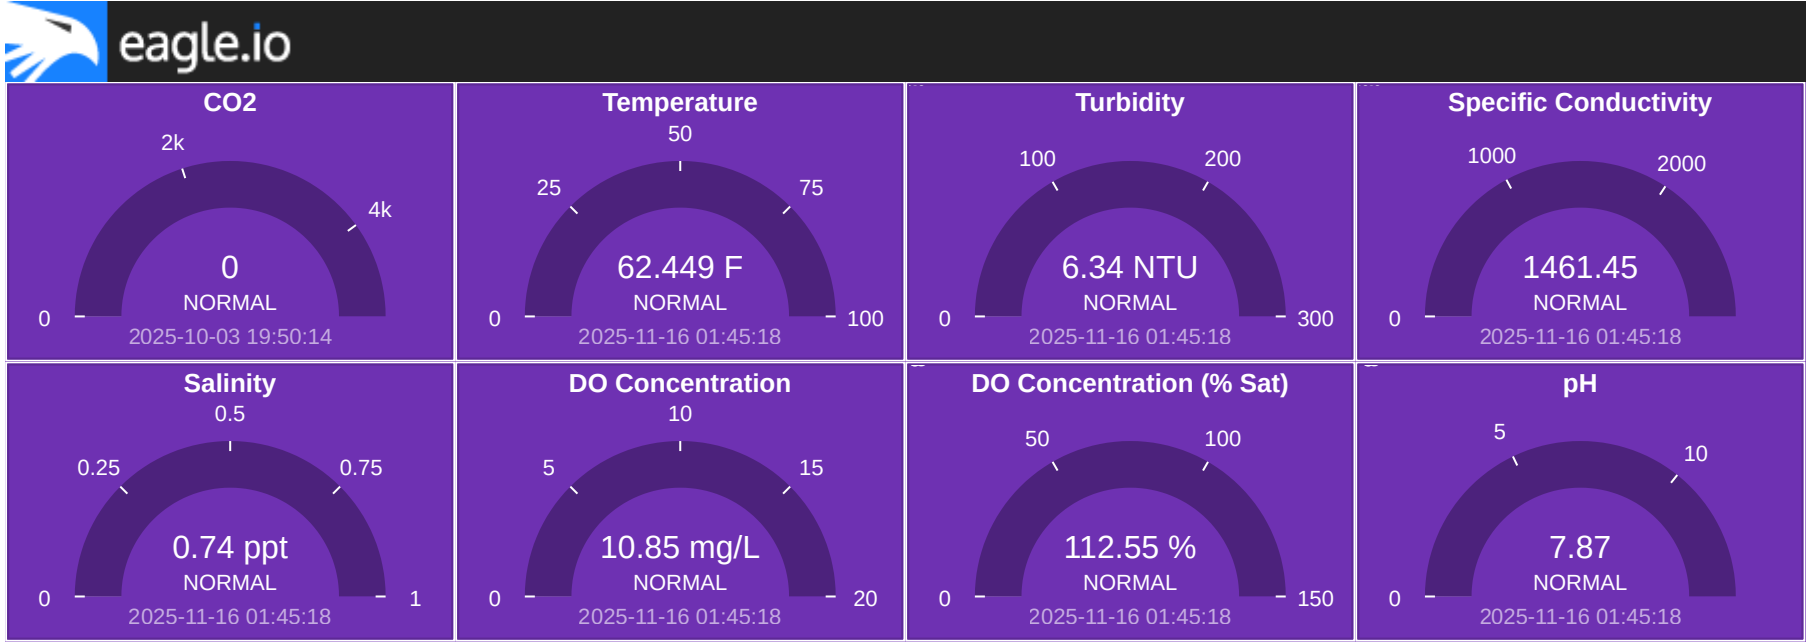 eagle.io
CO2
2k
4k
0
0
NORMAL
2025-10-03 19:50:14
Temperature
50
25
75
62.449 F
NORMAL
0
100
2025-11-16 01:45:18
Turbidity
100
200
6.34 NTU
NORMAL
0
300
2025-11-16 01:45:18
Specific Conductivity
1000
2000
1461.45
NORMAL
0
2025-11-16 01:45:18
Salinity
0.5
0.25
0.75
0.74 ppt
NORMAL
0
1
2025-11-16 01:45:18
DO Concentration
10
5
15
10.85 mg/L
NORMAL
0
20
2025-11-16 01:45:18
DO Concentration (% Sat)
50
100
112.55 %
NORMAL
0
150
2025-11-16 01:45:18
pH
5
10
7.87
NORMAL
0
2025-11-16 01:45:18